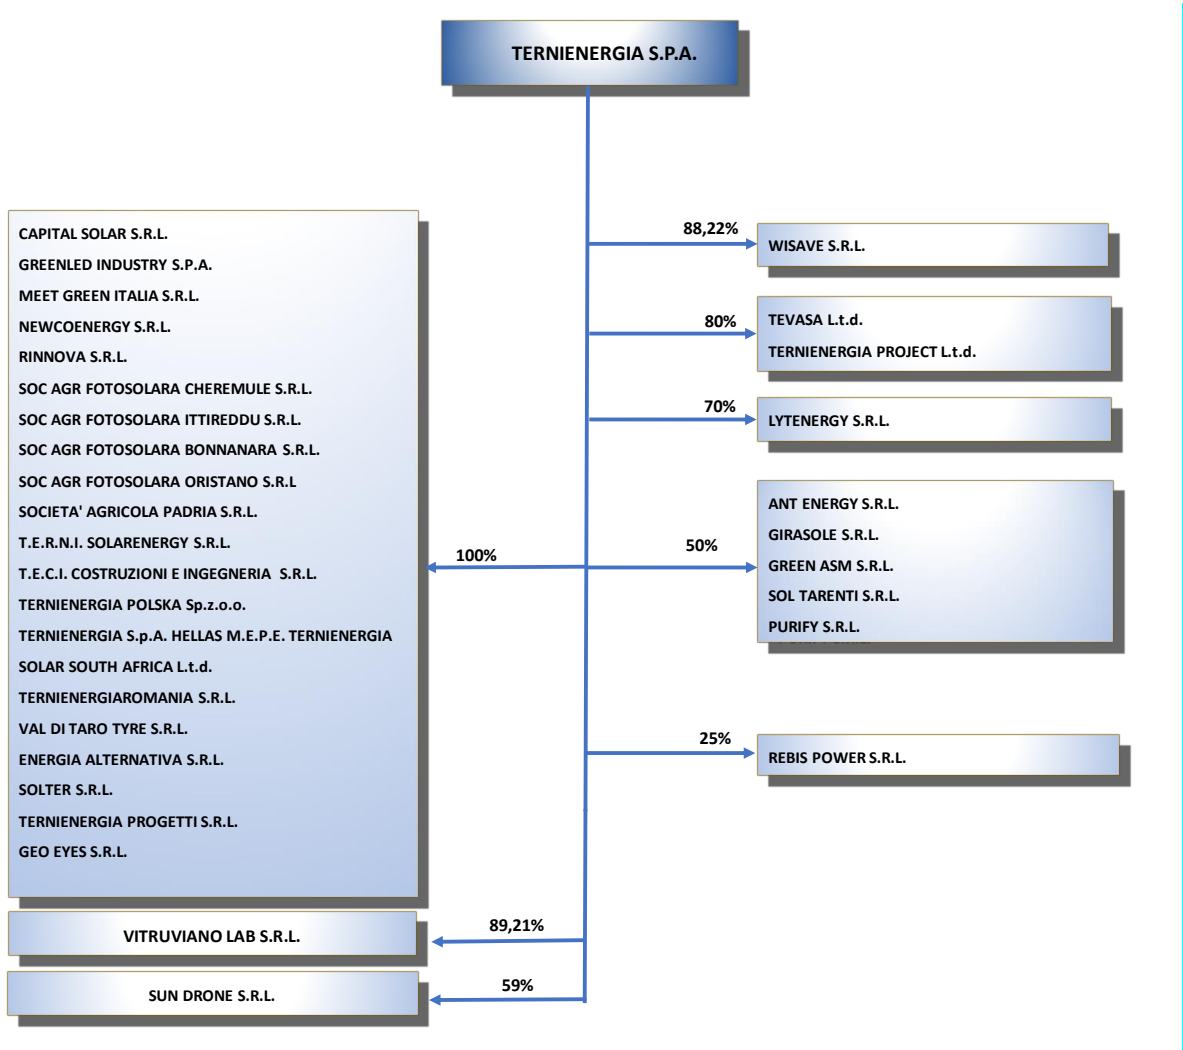 TERNIENERGIA S.P.A.
CAPITAL SOLAR S.R.L.
GREENLED INDUSTRY S.P.A.
MEET GREEN ITALIA S.R.L.
NEWCOENERGY S.R.L.
RINNOVA S.R.L.
SOC AGR FOTOSOLARA CHEREMULE S.R.L.
SOC AGR FOTOSOLARA ITTIREDDU S.R.L.
SOC AGR FOTOSOLARA BONNANARA S.R.L.
SOC AGR FOTOSOLARA ORISTANO S.R.L
SOCIETA' AGRICOLA PADRIA S.R.L.
T.E.R.N.I. SOLARENERGY S.R.L.
T.E.C.I. COSTRUZIONI E INGEGNERIA S.R.L.
TERNIENERGIA POLSKA Sp.z.o.o.
TERNIENERGIA S.p.A. HELLAS M.E.P.E. TERNIENERGIA
SOLAR SOUTH AFRICA L.t.d.
TERNIENERGIAROMANIA S.R.L.
VAL DI TARO TYRE S.R.L.
ENERGIA ALTERNATIVA S.R.L.
SOLTER S.R.L.
TERNIENERGIA PROGETTI S.R.L.
GEO EYES S.R.L.
100%
VITRUVIANO LAB S.R.L.
89,21%
SUN DRONE S.R.L.
59%
88,22%
WISAVE S.R.L.
80%
TEVASA L.t.d.
TERNIENERGIA PROJECT L.t.d.
70%
LYTENERGY S.R.L.
50%
ANT ENERGY S.R.L.
GIRASOLE S.R.L.
GREEN ASM S.R.L.
SOL TARENTI S.R.L.
PURIFY S.R.L.
25%
REBIS POWER S.R.L.